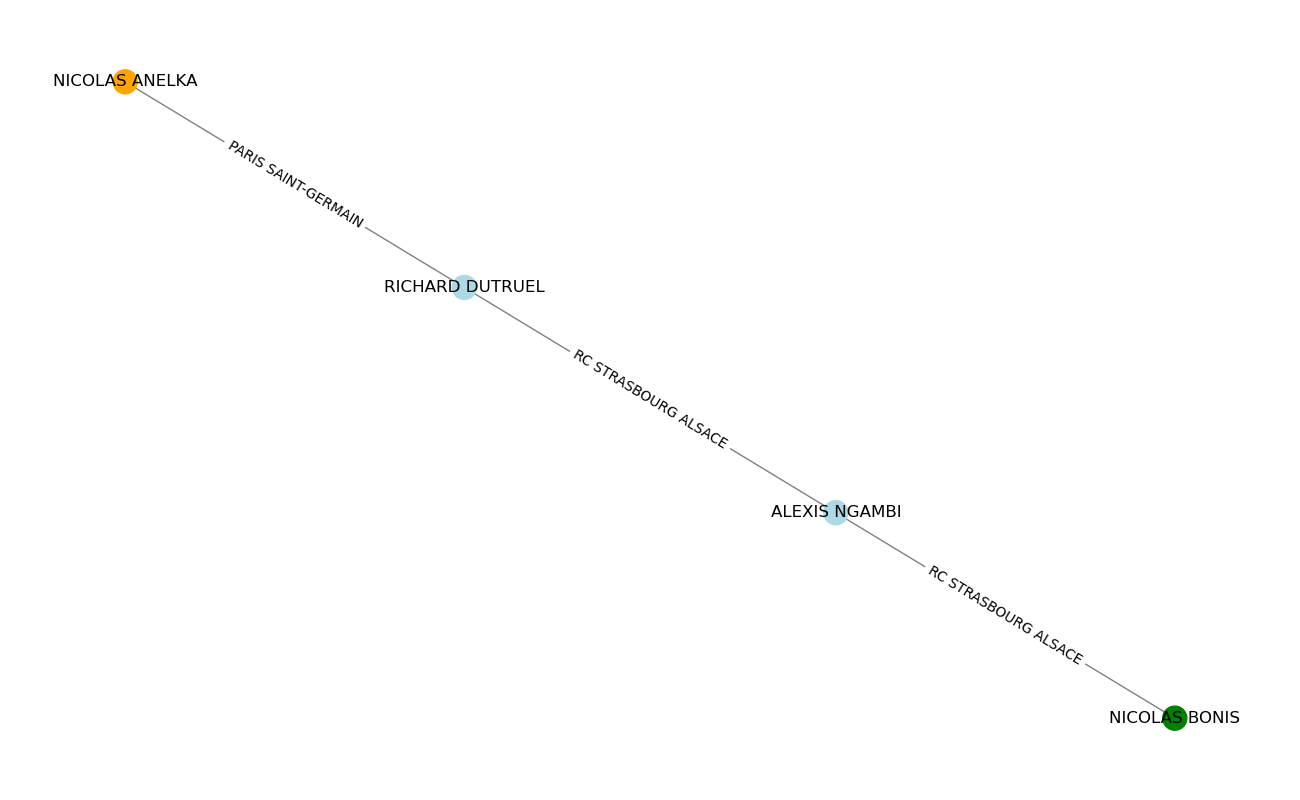 NICOLAS ANELKA
PARIS SAINT-GERMAIN
RICHARD DUTRUEL
RC STRASBOURG ALSACE
ALEXIS NGAMBI
RC STRASBOURG ALSACE
NICOLAS BONIS